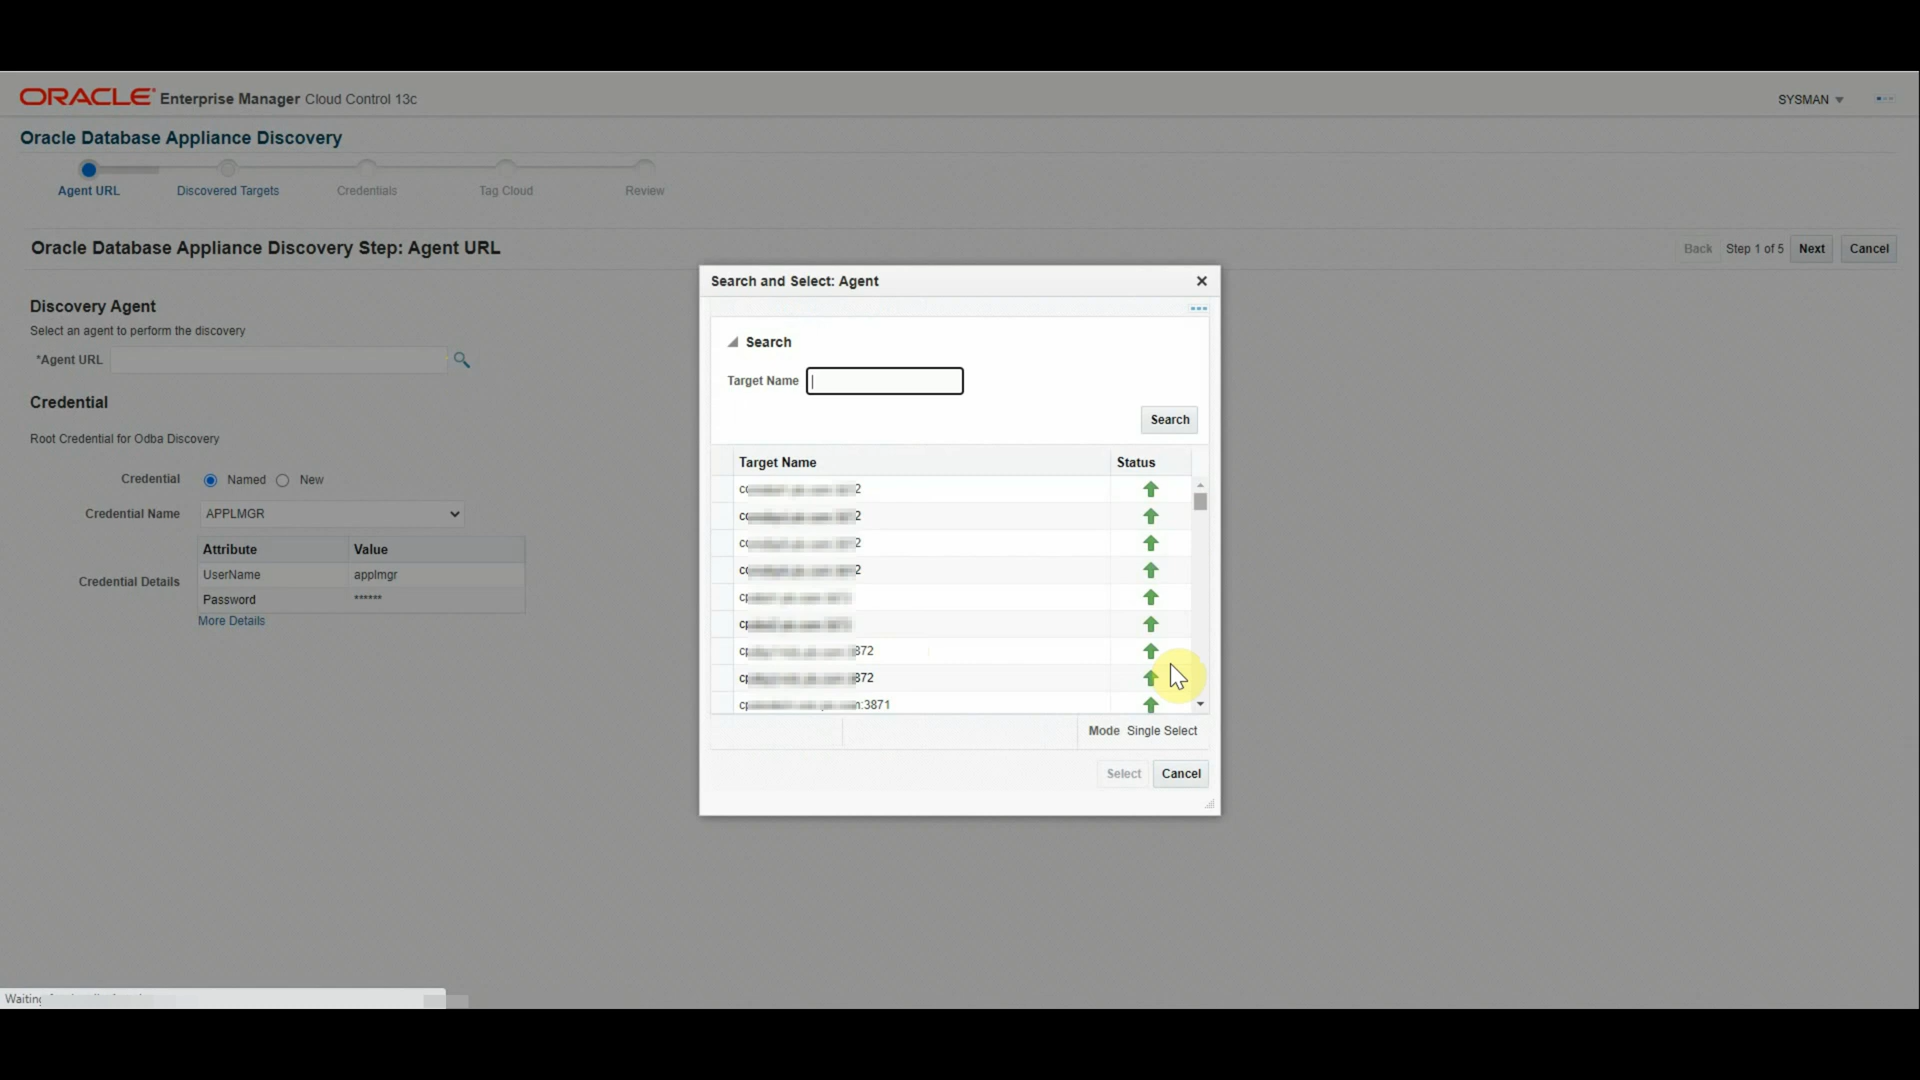 ORACLE Enterprise Manager Cloud Control 13c
SYSMAN
Oracle Database Appliance Discovery
Agent URL
Discovered Targets
Credentials
Tag Cloud
Review
Oracle Database Appliance Discovery Step: Agent URL
Back Step 1 of 5 Next Cancel
Discovery Agent
Select an agent to perform the discovery
*Agent URL
Credential
Root Credential for Odba Discovery
Credential Named New
Credential Name APPLMGR
Attribute Value
Credential Details
UserName applmgr
Password ******
More Details
Search and Select: Agent
Search
Target Name
Search
Target Name Status
872
872
:3871
Mode Single Select
Select Cancel
Waiting